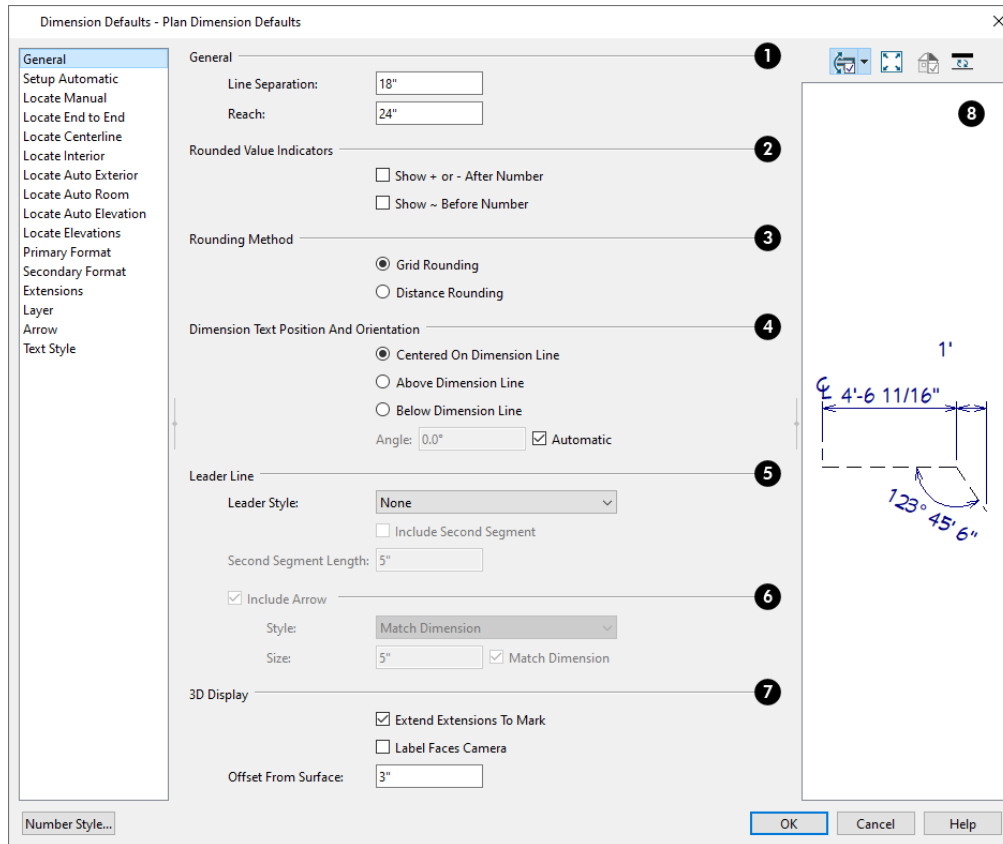 Dimension Defaults - Plan Dimension Defaults
General
Setup Automatic
Locate Manual
Locate End to End
Locate Centerline
Locate Interior
Locate Auto Exterior
Locate Auto Room
Locate Auto Elevation
Locate Elevations
Primary Format
Secondary Format
Extensions
Layer
Arrow
Text Style
General 1
Line Separation: 18"
Reach: 24"
Rounded Value Indicators 2
Show + or - After Number
Show ~ Before Number
Rounding Method 3
Grid Rounding
Distance Rounding
Dimension Text Position And Orientation 4
Centered On Dimension Line
Above Dimension Line
Below Dimension Line
Angle: 0.0° Automatic
Leader Line 5
Leader Style: None
Include Second Segment
Second Segment Length: 5"
Include Arrow 6
Style: Match Dimension
Size: 5" Match Dimension
3D Display 7
Extend Extensions To Mark
Label Faces Camera
Offset From Surface: 3"
8
1'
4'-6 11/16"
123° 45' 6"
Number Style... OK Cancel Help